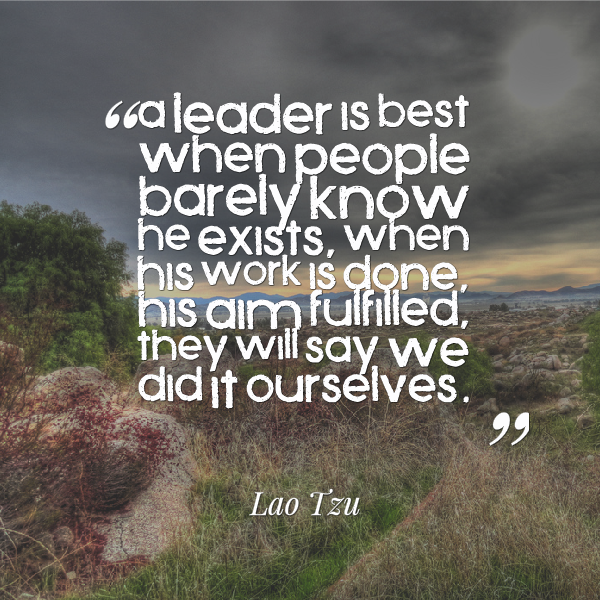 “a leader is best
when people
barely know
he exists, when
his work is done,
his aim fulfilled,
they will say we
did it ourselves.
”
Lao Tzu